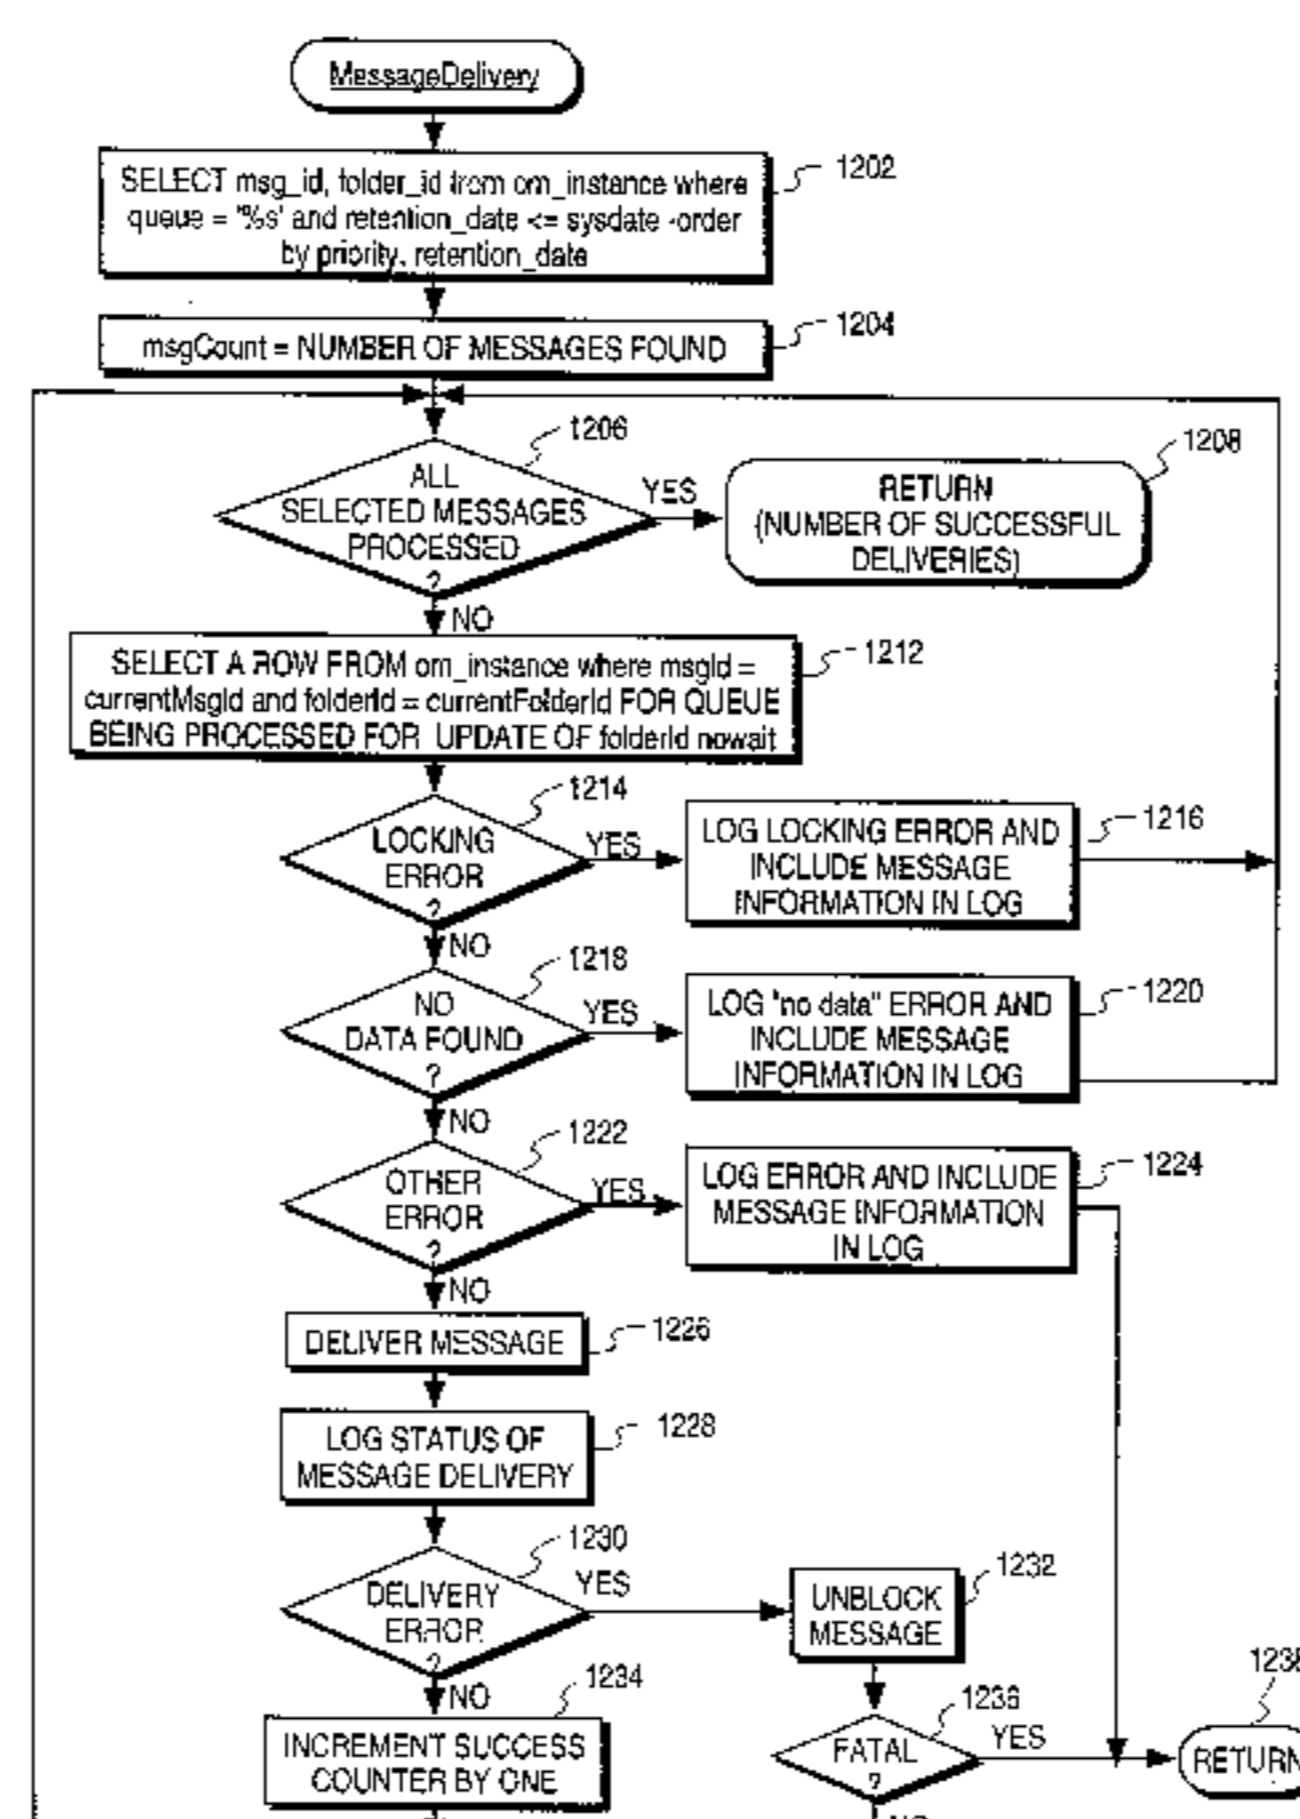 MessageDelivery
1202
SELECT msg_id, folder_id from om_instance where
queue = '%s' and retention_date <= sysdate -order
by priority, retention_date
1204
msgCount = NUMBER OF MESSAGES FOUND
1206
ALL
SELECTED MESSAGES
PROCESSED
?
YES
1208
RETURN
(NUMBER OF SUCCESSFUL
DELIVERIES)
NO
1212
SELECT A ROW FROM om_instance where msgId =
currentMsgId and folderId = currentFolderId FOR QUEUE
BEING PROCESSED FOR UPDATE OF folderId nowait
1214
LOCKING
ERROR
?
YES
1216
LOG LOCKING ERROR AND
INCLUDE MESSAGE
INFORMATION IN LOG
NO
1218
NO
DATA FOUND
?
YES
1220
LOG "no data" ERROR AND
INCLUDE MESSAGE
INFORMATION IN LOG
NO
1222
OTHER
ERROR
?
YES
1224
LOG ERROR AND INCLUDE
MESSAGE INFORMATION
IN LOG
NO
1226
DELIVER MESSAGE
1228
LOG STATUS OF
MESSAGE DELIVERY
1230
DELIVERY
ERROR
?
YES
1232
UNBLOCK
MESSAGE
NO
1234
INCREMENT SUCCESS
COUNTER BY ONE
1236
FATAL
?
YES
1238
RETURN
NO